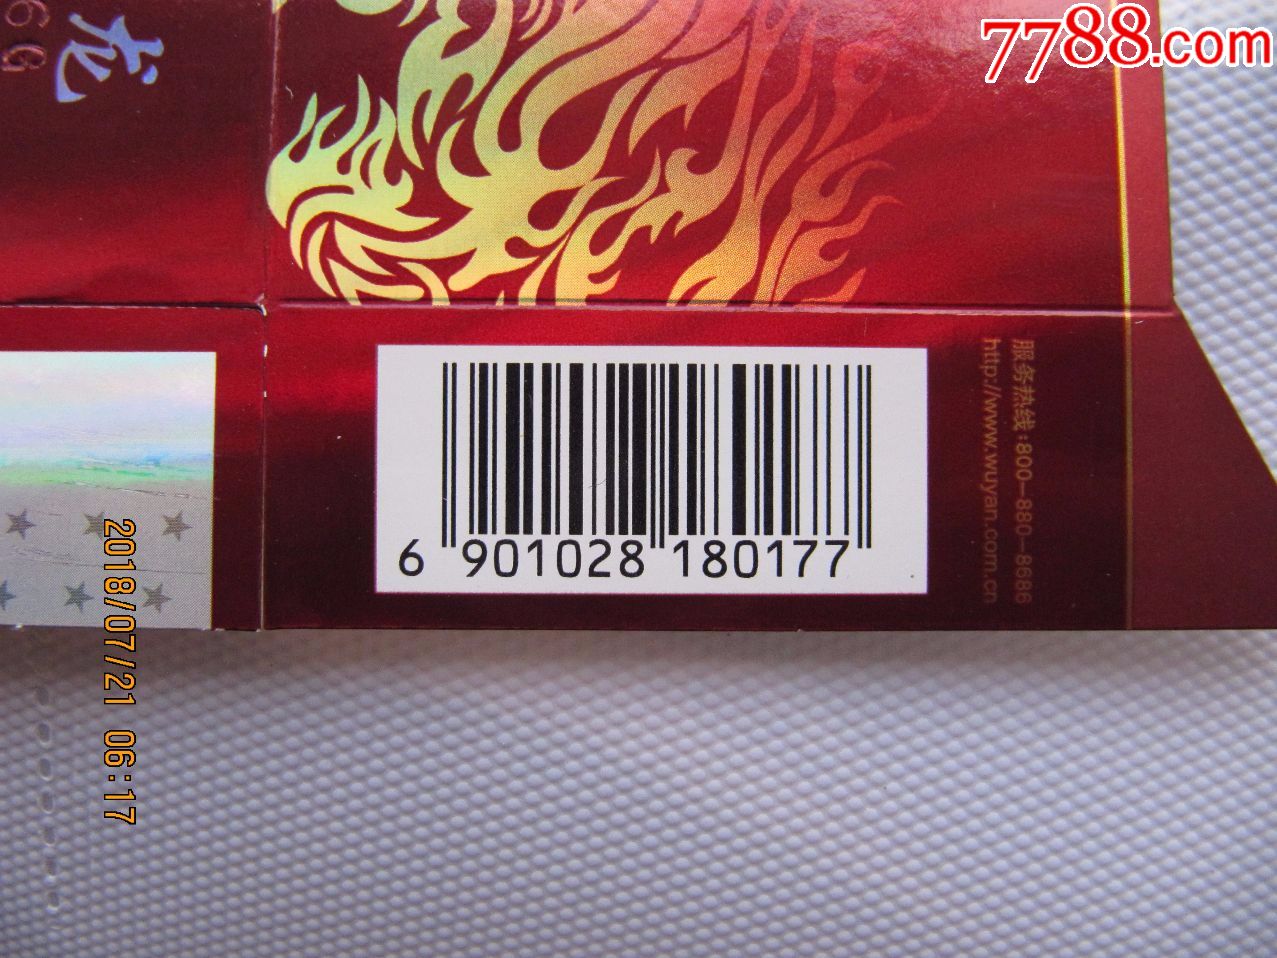 7788.com
龙
6G
服务热线:800—880—8686
http://www.wuyan.com.cn
6 901028 180177
2018/07/21 06:17